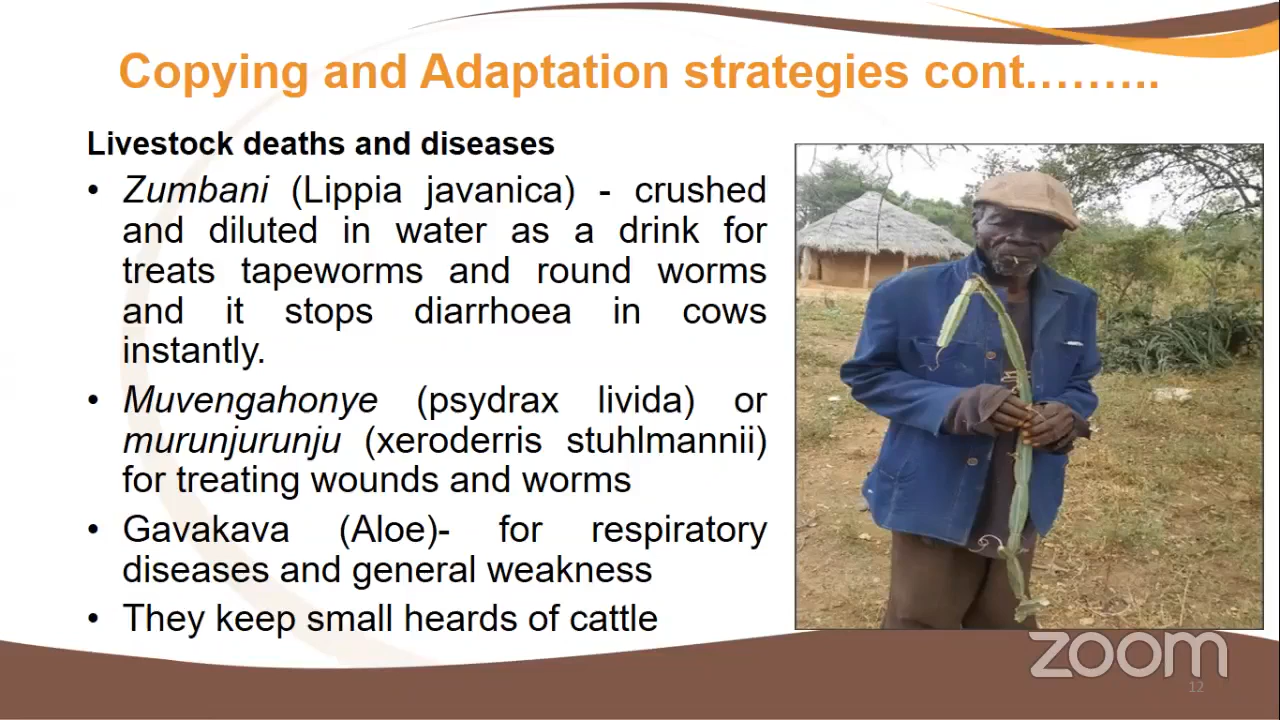 Copying and Adaptation strategies cont………..
Livestock deaths and diseases
• Zumbani (Lippia javanica) - crushed
and diluted in water as a drink for
treats tapeworms and round worms
and it stops diarrhoea in cows
instantly.
• Muvengahonye (psydrax livida) or
murunjurunju (xeroderris stuhlmannii)
for treating wounds and worms
• Gavakava (Aloe)- for respiratory
diseases and general weakness
• They keep small heards of cattle
zoom
12